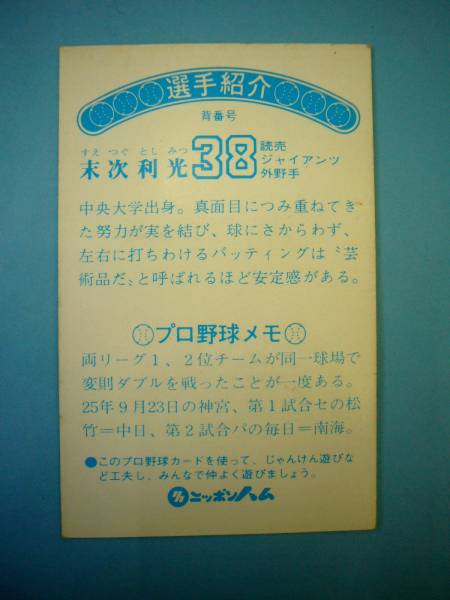 選手紹介
背番号
すえ つぐ とし みつ
末次利光 38 読売
ジャイアンツ
外野手
中央大学出身。真面目につみ重ねてき
た努力が実を結び、球にさからわず、
左右に打ちわけるバッティングは〝芸
術品だ〟と呼ばれるほど安定感がある。
プロ野球メモ
両リーグ1、2位チームが同一球場で
変則ダブルを戦ったことが一度ある。
25年9月23日の神宮、第1試合セの松
竹=中日、第2試合パの毎日=南海。
●このプロ野球カードを使って、じゃんけん遊びな
ど工夫し、みんなで仲よく遊びましょう。
ニッポンハム